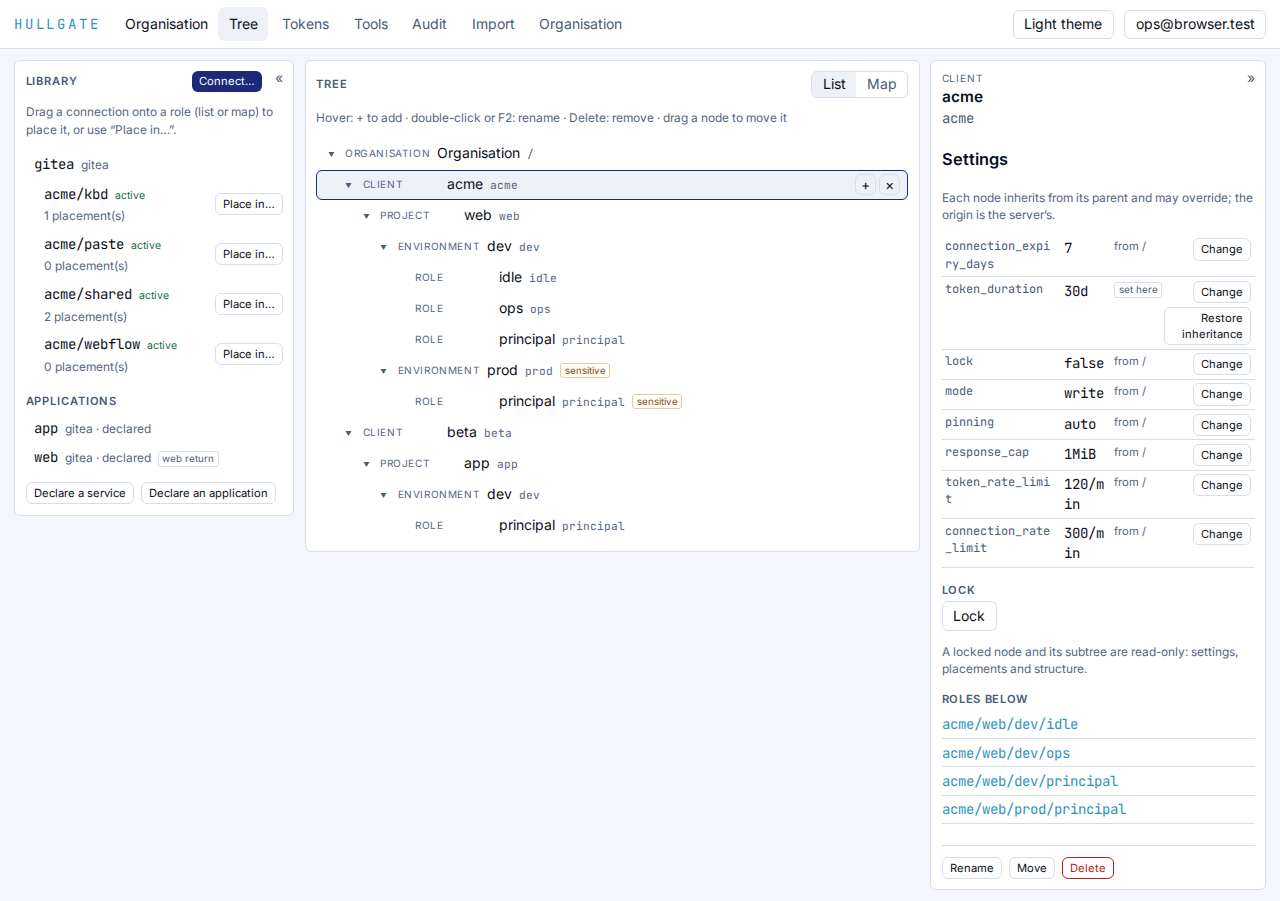 HULLGATE Organisation Tree Tokens Tools Audit Import Organisation Light theme ops@browser.test
LIBRARY Connect... «
Drag a connection onto a role (list or map) to
place it, or use “Place in...”.
gitea gitea
acme/kbd active
1 placement(s)
Place in...
acme/paste active
0 placement(s)
Place in...
acme/shared active
2 placement(s)
Place in...
acme/webflow active
0 placement(s)
Place in...
APPLICATIONS
app gitea · declared
web gitea · declared web return
Declare a service Declare an application
TREE List Map
Hover: + to add · double-click or F2: rename · Delete: remove · drag a node to move it
▾ ORGANISATION Organisation /
▾ CLIENT acme acme + ×
▾ PROJECT web web
▾ ENVIRONMENT dev dev
ROLE idle idle
ROLE ops ops
ROLE principal principal
▾ ENVIRONMENT prod prod sensitive
ROLE principal principal sensitive
▾ CLIENT beta beta
▾ PROJECT app app
▾ ENVIRONMENT dev dev
ROLE principal principal
CLIENT »
acme
acme
Settings
Each node inherits from its parent and may override; the
origin is the server's.
connection_expi 7 from / Change
ry_days
token_duration 30d set here Change
Restore
inheritance
lock false from / Change
mode write from / Change
pinning auto from / Change
response_cap 1MiB from / Change
token_rate_limi 120/m from / Change
t in
connection_rate 300/m from / Change
_limit in
LOCK
Lock
A locked node and its subtree are read-only: settings,
placements and structure.
ROLES BELOW
acme/web/dev/idle
acme/web/dev/ops
acme/web/dev/principal
acme/web/prod/principal
Rename Move Delete